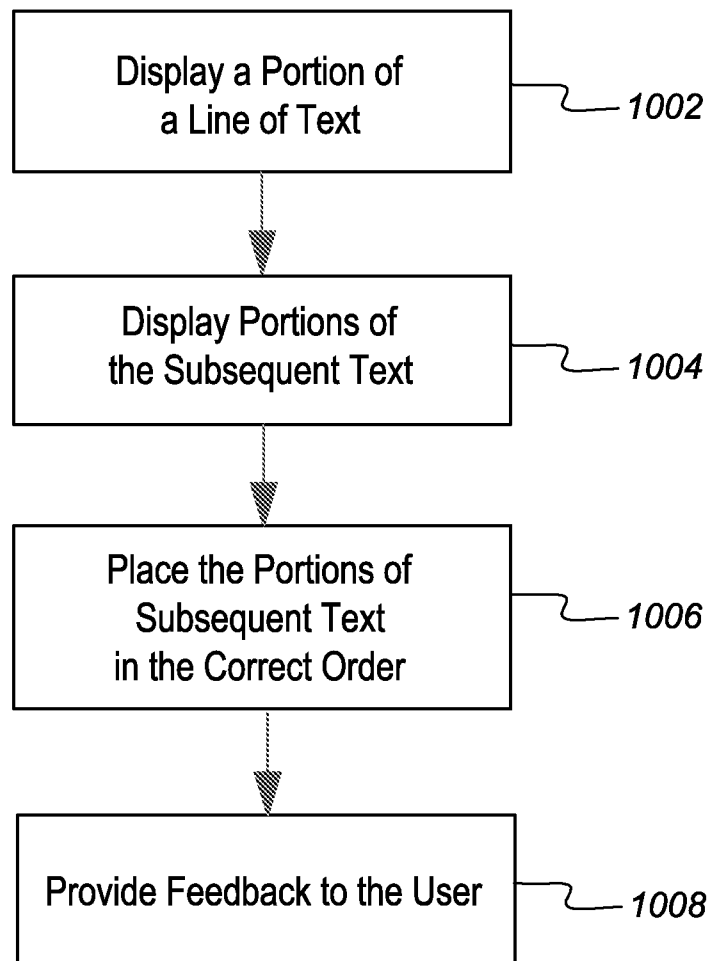 Display a Portion of
a Line of Text
1002
Display Portions of
the Subsequent Text
1004
Place the Portions of
Subsequent Text
in the Correct Order
1006
Provide Feedback to the User
1008